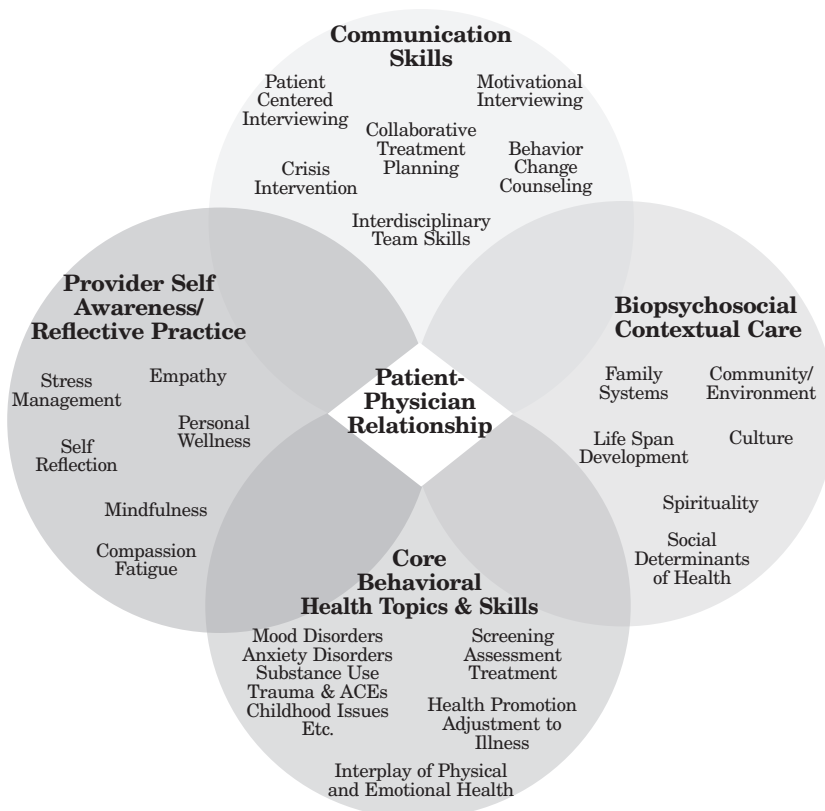 Communication
Skills
Patient
Centered
Interviewing
Motivational
Interviewing
Collaborative
Treatment
Planning
Crisis
Intervention
Behavior
Change
Counseling
Interdisciplinary
Team Skills
Provider Self
Awareness/
Reflective Practice
Stress
Management
Empathy
Self
Reflection
Personal
Wellness
Mindfulness
Compassion
Fatigue
Patient-
Physician
Relationship
Biopsychosocial
Contextual Care
Family
Systems
Community/
Environment
Life Span
Development
Culture
Spirituality
Social
Determinants
of Health
Core
Behavioral
Health Topics & Skills
Mood Disorders
Anxiety Disorders
Substance Use
Trauma & ACEs
Childhood Issues
Etc.
Screening
Assessment
Treatment
Health Promotion
Adjustment to
Illness
Interplay of Physical
and Emotional Health